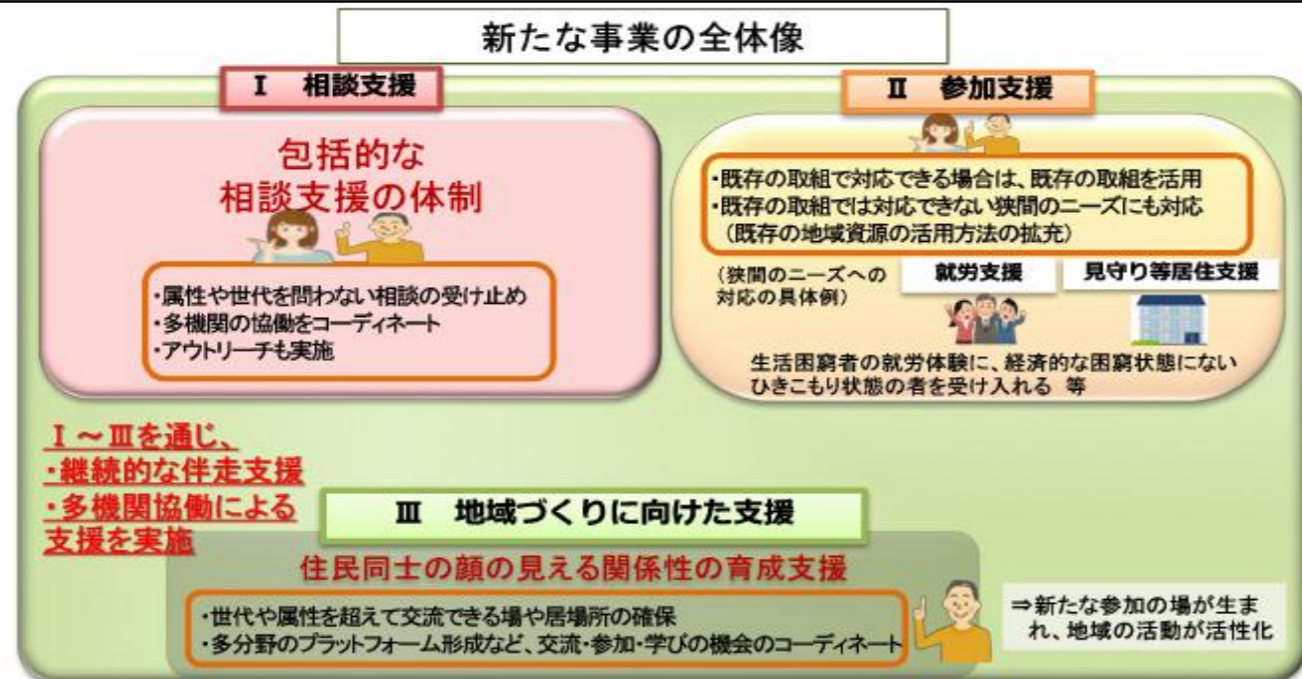 新たな事業の全体像
Ⅰ 相談支援
包括的な
相談支援の体制
・属性や世代を問わない相談の受け止め
・多機関の協働をコーディネート
・アウトリーチも実施
Ⅱ 参加支援
・既存の取組で対応できる場合は、既存の取組を活用
・既存の取組では対応できない狭間のニーズにも対応
（既存の地域資源の活用方法の拡充）
（狭間のニーズへの
対応の具体例）
就労支援
見守り等居住支援
生活困窮者の就労体験に、経済的な困窮状態にない
ひきこもり状態の者を受け入れる 等
Ⅰ～Ⅲを通じ、
・継続的な伴走支援
・多機関協働による
支援を実施
Ⅲ 地域づくりに向けた支援
住民同士の顔の見える関係性の育成支援
・世代や属性を超えて交流できる場や居場所の確保
・多分野のプラットフォーム形成など、交流・参加・学びの機会のコーディネート
⇒新たな参加の場が生ま
れ、地域の活動が活性化